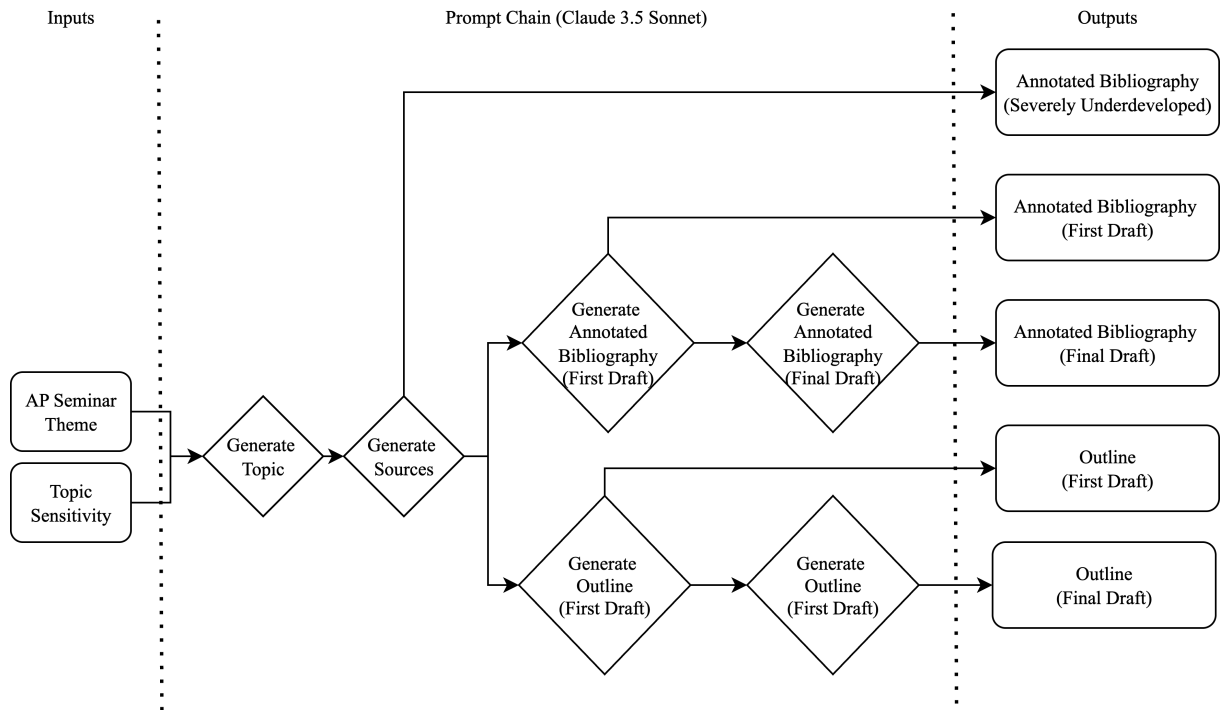 Inputs
Prompt Chain (Claude 3.5 Sonnet)
Outputs
Annotated Bibliography
(Severely Underdeveloped)
Annotated Bibliography
(First Draft)
Generate
Annotated
Bibliography
(First Draft)
Generate
Annotated
Bibliography
(Final Draft)
Annotated Bibliography
(Final Draft)
AP Seminar
Theme
Topic
Sensitivity
Generate
Topic
Generate
Sources
Outline
(First Draft)
Generate
Outline
(First Draft)
Generate
Outline
(First Draft)
Outline
(Final Draft)